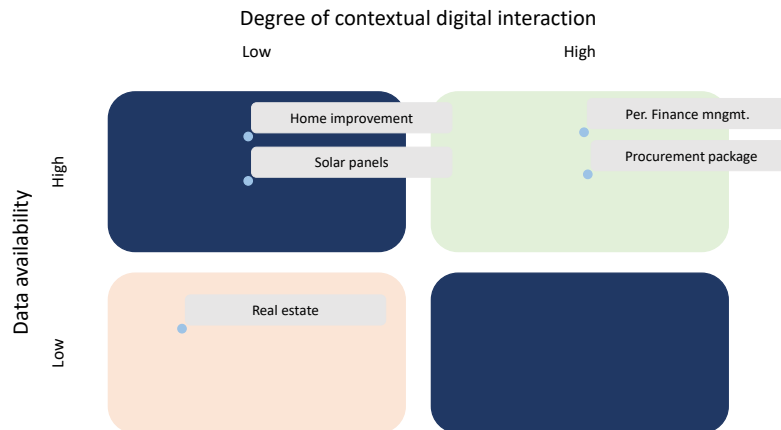 Degree of contextual digital interaction
Low
High
Home improvement
Per. Finance mngmt.
Solar panels
Procurement package
High
Data availability
Real estate
Low